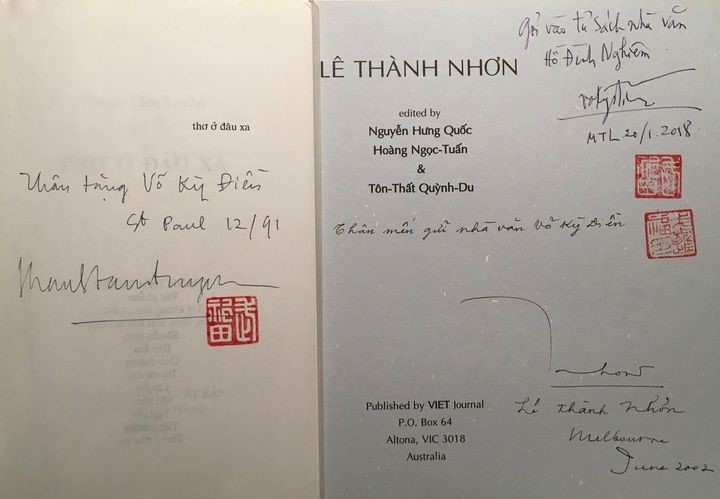 thơ ở đâu xa
Thân tặng Võ Kỳ Điền
St Paul 12/91
Gởi vào tủ sách nhà văn
Hồ Đình Nghiêm
MTL 20/1.2018.
LÊ THÀNH NHƠN
edited by
Nguyễn Hưng Quốc
Hoàng Ngọc-Tuấn
&
Tôn-Thất Quỳnh-Du
Thân mến gửi nhà văn Võ Kỳ Điền
Nhơn
Lê Thành Nhơn
Melbourne
June 2002
Published by VIET Journal
P.O. Box 64
Altona, VIC 3018
Australia